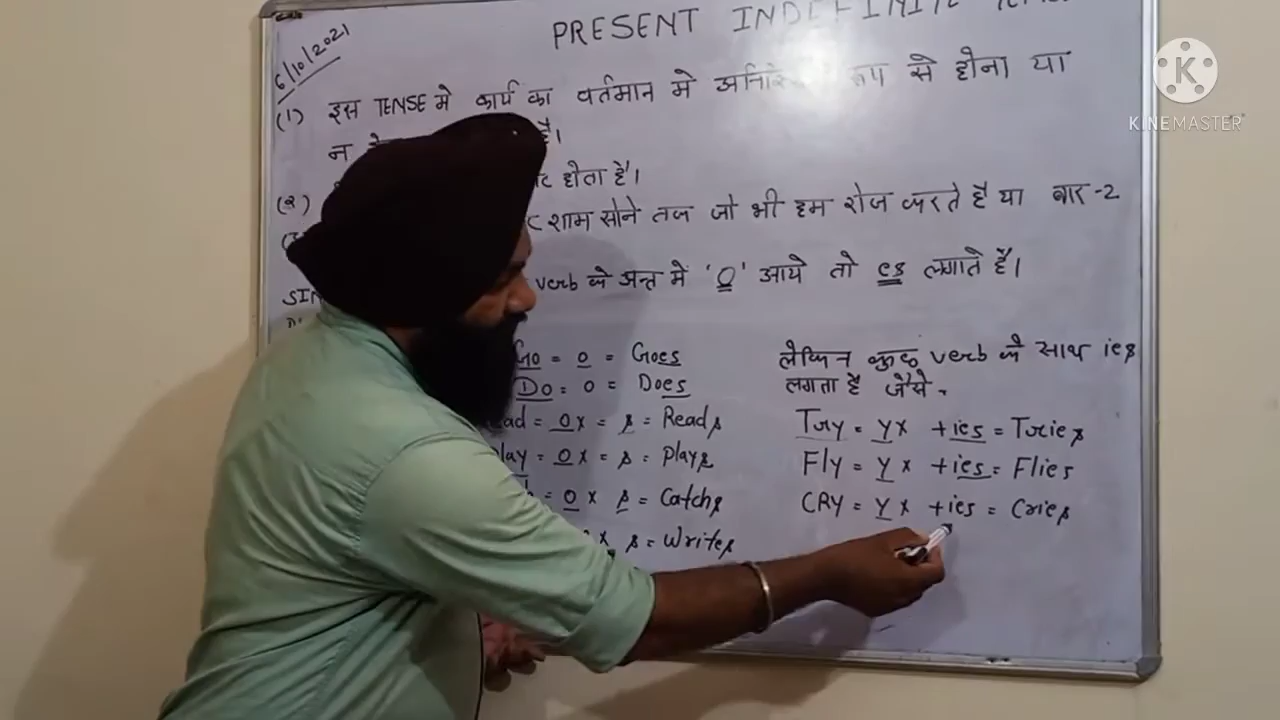 6/10/2021
PRESENT INDEFINITE
(1) इस TENSE मे कार्य का वर्तमान मे से होना या
न है।
(2) होता है।
शाम सोने तक जो भी हम रोज करते है या बार-2
verb के अन्त में 'O' आये तो es लगाते है।
Go = o = Goes
Do = o = Does
ead = o x = s = Reads
lay = o x = s = Plays
= o x s = Catchs
x s = Writes
लेकिन कुछ verb के साथ ies
लगता है जैसे -
Try = y x +ies = Tries
Fly = y x +ies = Flies
CRY = y x +ies = Cries
K
KINEMASTER